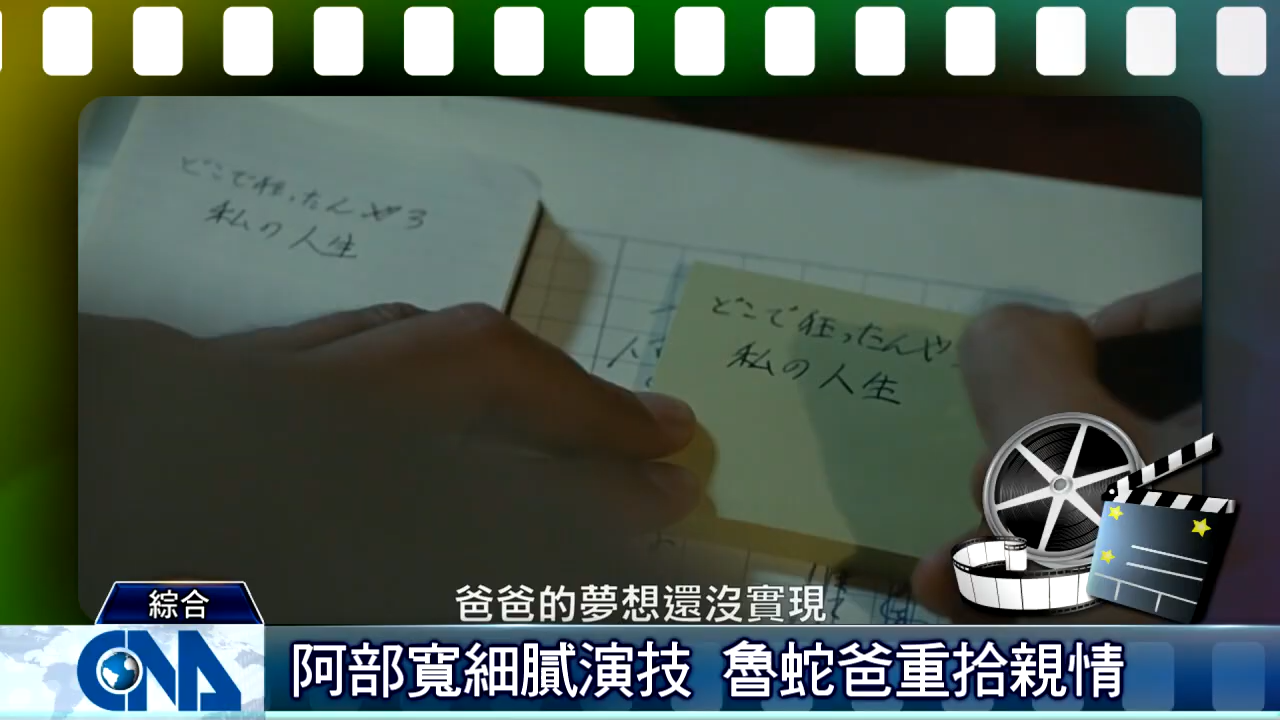 どこで狂ったんやろ
私の人生
どこで狂ったんや
私の人生
爸爸的夢想還沒實現
綜合
CNA
阿部寬細膩演技 魯蛇爸重拾親情